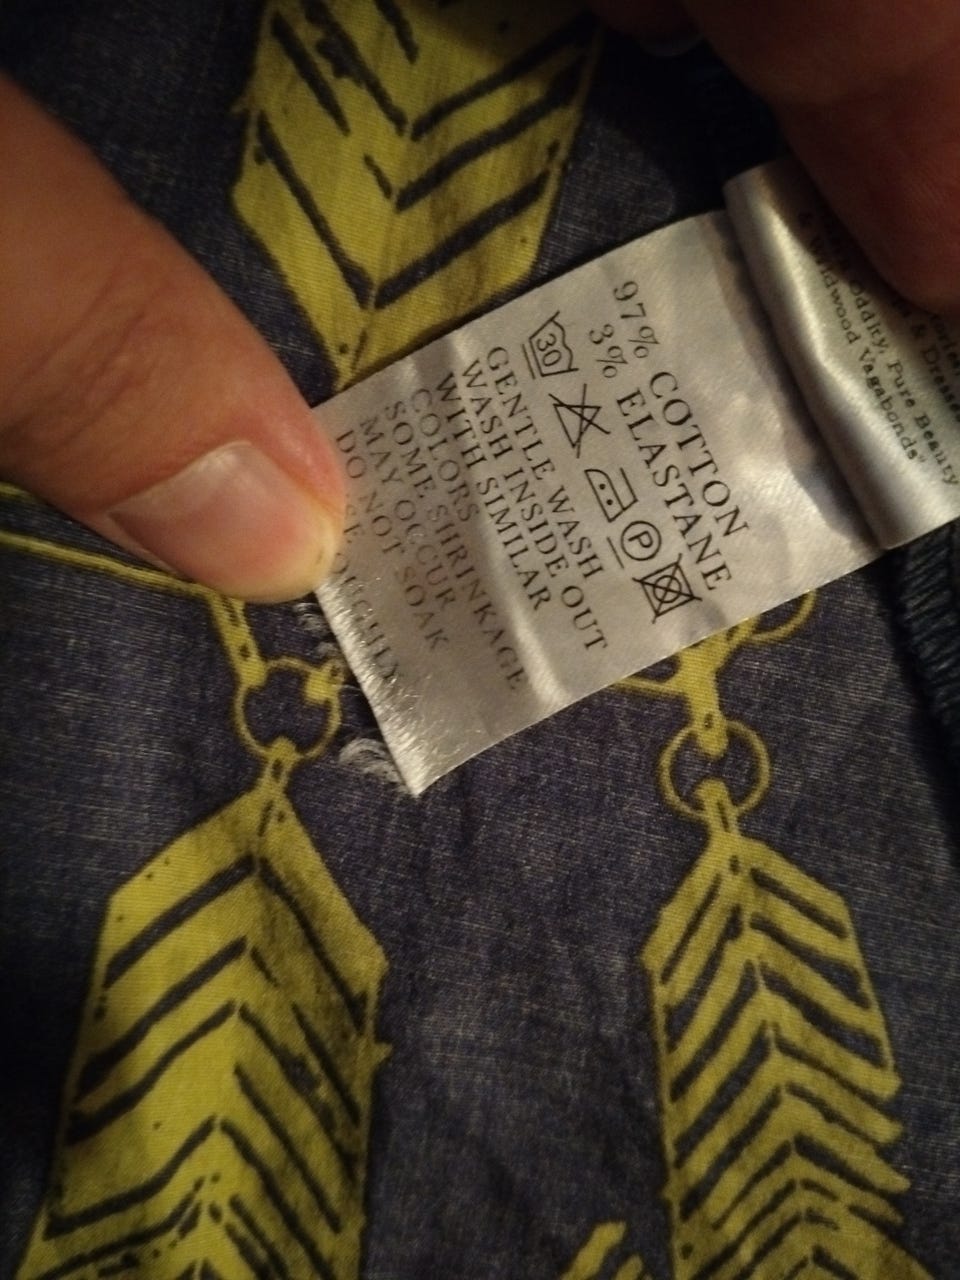 Oddity, Pure Beauty
& Wildwood Vagabonds"
97% COTTON
3% ELASTANE
30 P
GENTLE WASH
WASH INSIDE OUT
WITH SIMILAR
COLORS
SOME SHRINKAGE
MAY OCCUR
DO NOT SOAK